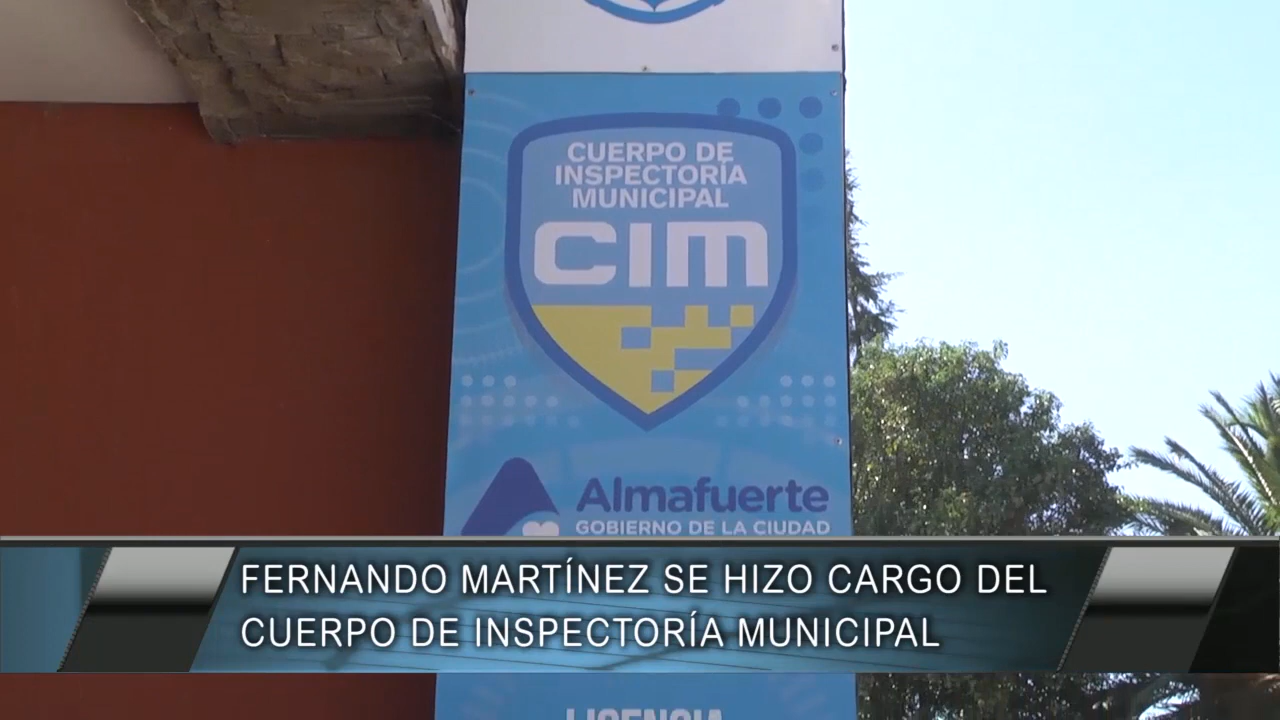 CUERPO DE
INSPECTORÍA
MUNICIPAL
CIM
Almafuerte
GOBIERNO DE LA CIUDAD
FERNANDO MARTÍNEZ SE HIZO CARGO DEL
CUERPO DE INSPECTORÍA MUNICIPAL
LICENCIA